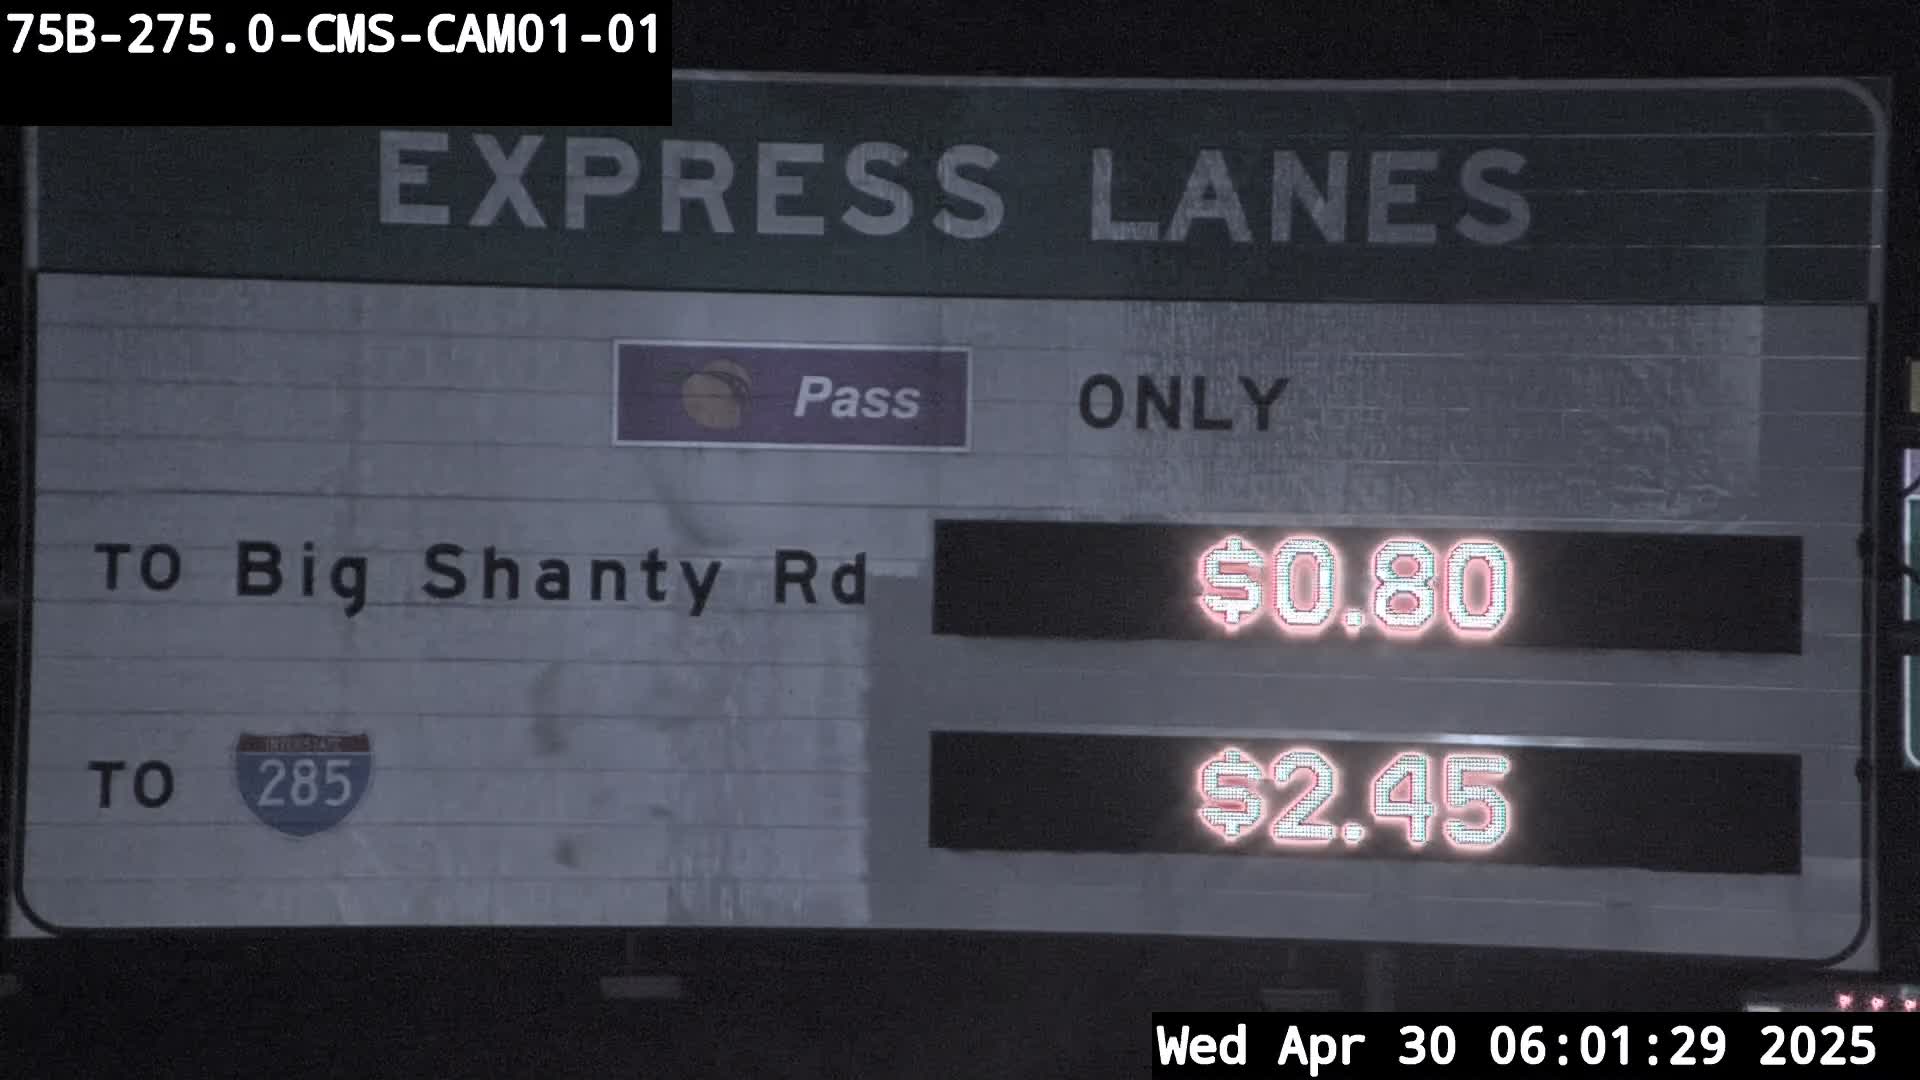 75B-275.0-CMS-CAM01-01
EXPRESS LANES
Pass ONLY
TO Big Shanty Rd $0.80
INTERSTATE
TO 285 $2.45
Wed Apr 30 06:01:29 2025